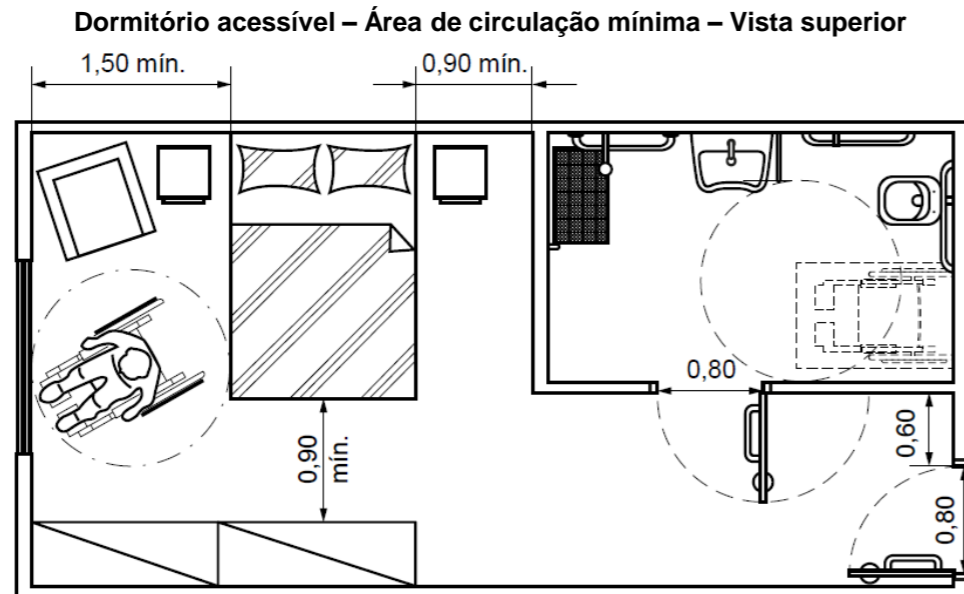 Dormitório acessível – Área de circulação mínima – Vista superior
1,50 mín.
0,90 mín.
0,80
0,90
mín.
0,60
0,80